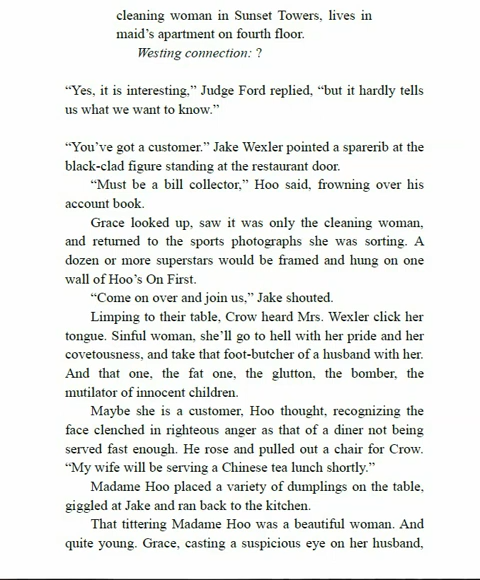 cleaning woman in Sunset Towers, lives in
maid's apartment on fourth floor.
Westing connection: ?
“Yes, it is interesting,” Judge Ford replied, “but it hardly tells
us what we want to know.”
“You've got a customer.” Jake Wexler pointed a sparerib at the
black-clad figure standing at the restaurant door.
“Must be a bill collector,” Hoo said, frowning over his
account book.
Grace looked up, saw it was only the cleaning woman,
and returned to the sports photographs she was sorting. A
dozen or more superstars would be framed and hung on one
wall of Hoo's On First.
“Come on over and join us,” Jake shouted.
Limping to their table, Crow heard Mrs. Wexler click her
tongue. Sinful woman, she'll go to hell with her pride and her
covetousness, and take that foot-butcher of a husband with her.
And that one, the fat one, the glutton, the bomber, the
mutilator of innocent children.
Maybe she is a customer, Hoo thought, recognizing the
face clenched in righteous anger as that of a diner not being
served fast enough. He rose and pulled out a chair for Crow.
“My wife will be serving a Chinese tea lunch shortly.”
Madame Hoo placed a variety of dumplings on the table,
giggled at Jake and ran back to the kitchen.
That tittering Madame Hoo was a beautiful woman. And
quite young. Grace, casting a suspicious eye on her husband,